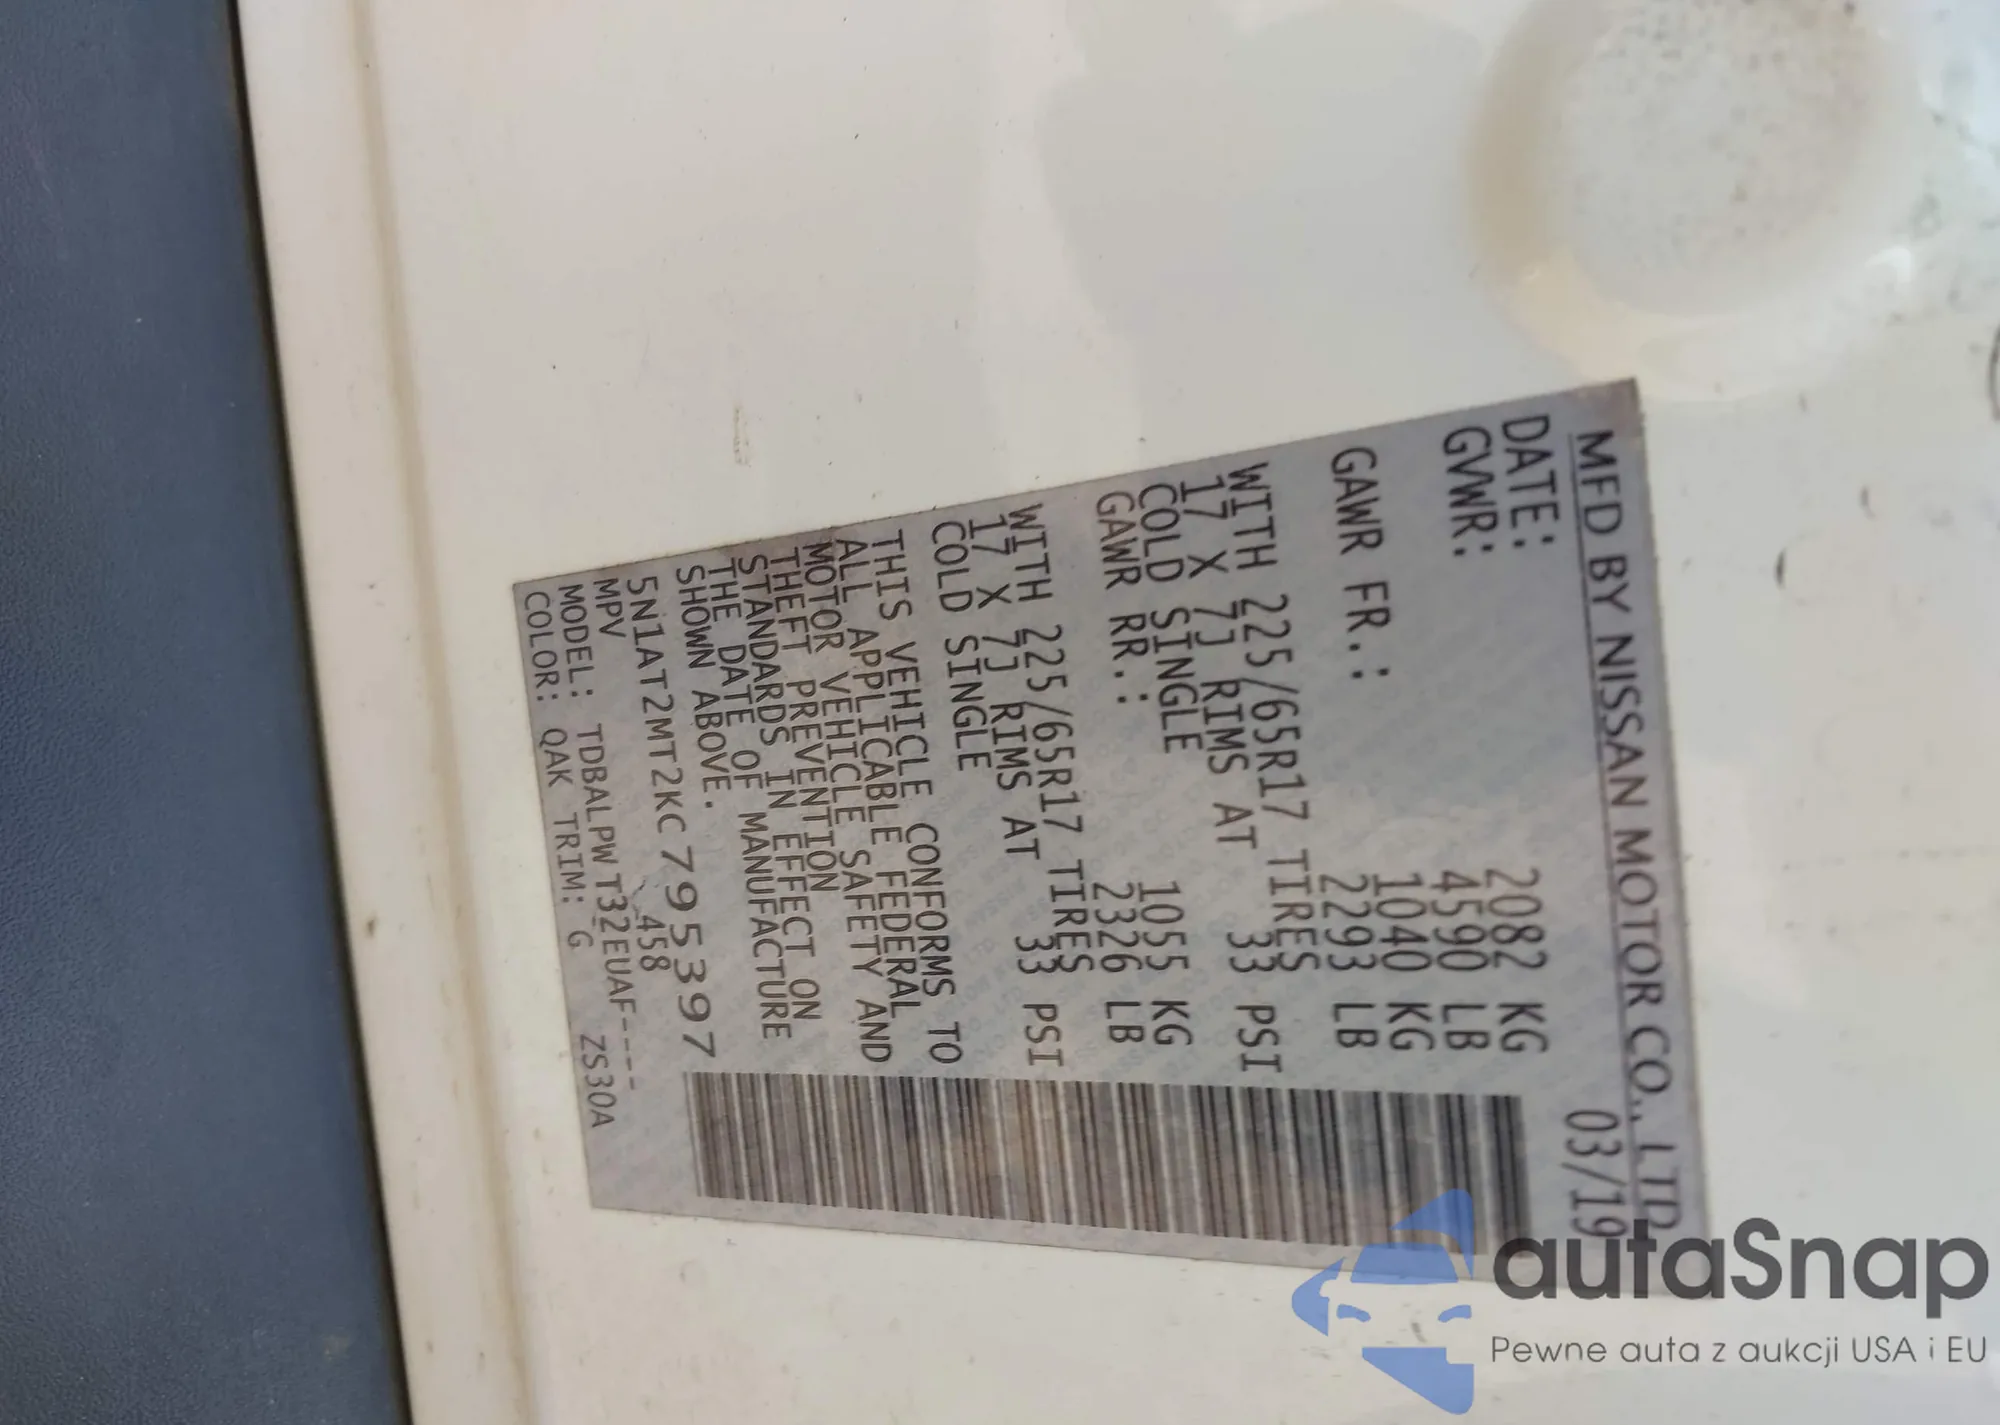 MFD BY NISSAN MOTOR CO., LTD.
DATE: 03/19
GVWR: 2082 KG
4590 LB
GAWR FR.: 1040 KG
2293 LB
WITH 225/65R17 TIRES
17 X 7J RIMS AT 33 PSI
COLD SINGLE
GAWR RR.: 1055 KG
2326 LB
WITH 225/65R17 TIRES
17 X 7J RIMS AT 33 PSI
COLD SINGLE
THIS VEHICLE CONFORMS TO
ALL APPLICABLE FEDERAL
MOTOR VEHICLE SAFETY AND
THEFT PREVENTION
STANDARDS IN EFFECT ON
THE DATE OF MANUFACTURE
SHOWN ABOVE.
5N1AT2MT2KC795397
MPV 458
MODEL: TDBALPWT32EUAF----
COLOR: QAK TRIM: G ZS30A
autaSnap
Pewne auta z aukcji USA i EU